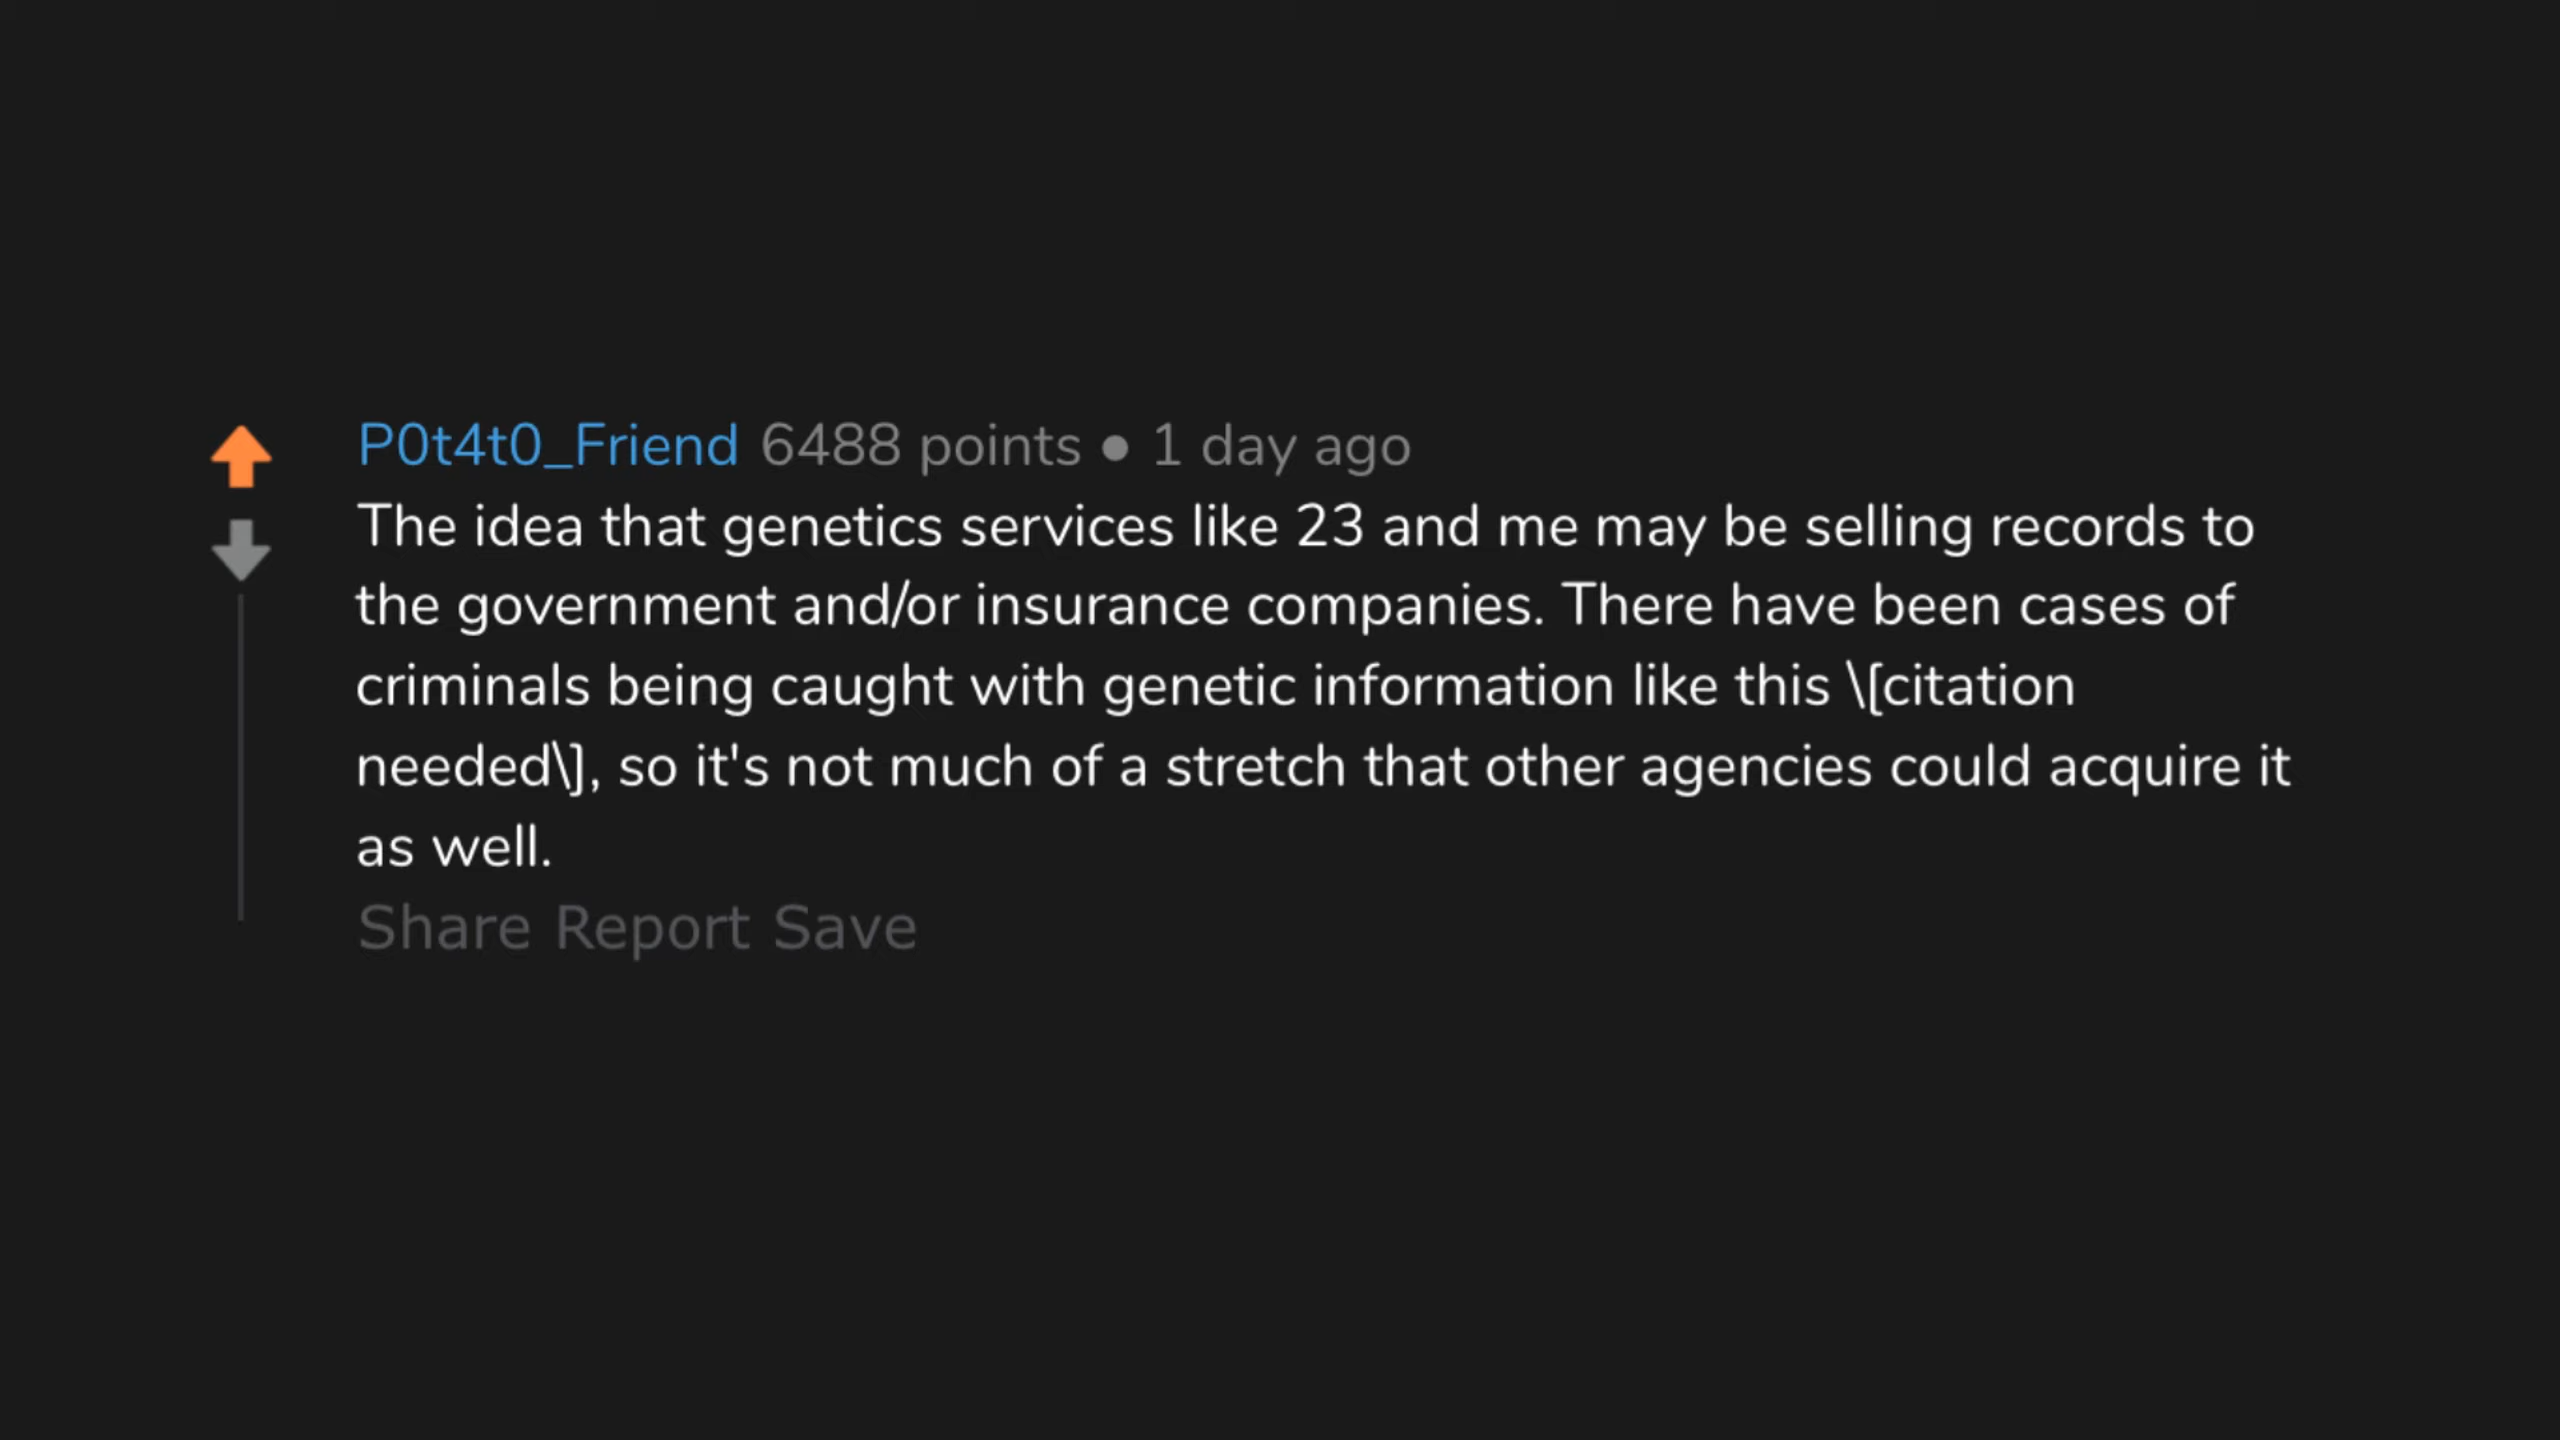 P0t4t0_Friend 6488 points • 1 day ago
The idea that genetics services like 23 and me may be selling records to
the government and/or insurance companies. There have been cases of
criminals being caught with genetic information like this \[citation
needed\], so it's not much of a stretch that other agencies could acquire it
as well.
Share Report Save